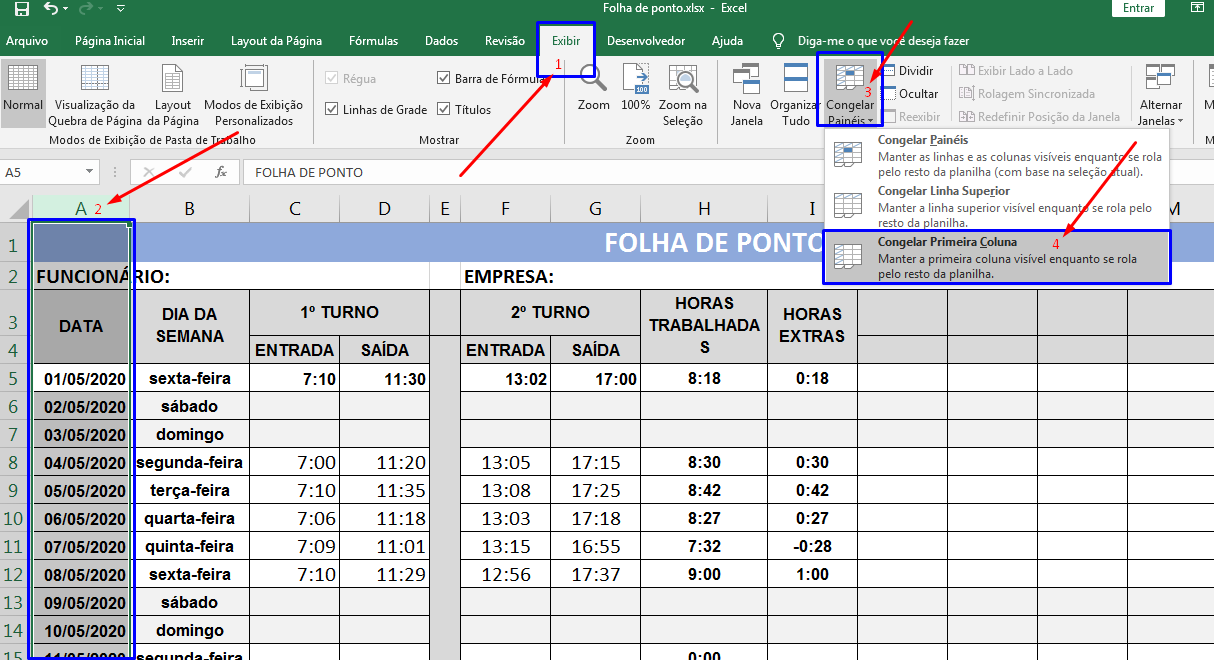 Folha de ponto.xlsx - Excel
Entrar
Arquivo Página Inicial Inserir Layout da Página Fórmulas Dados Revisão Exibir Desenvolvedor Ajuda Diga-me o que você deseja fazer
1
Normal
Visualização da
Quebra de Página
Layout
da Página
Modos de Exibição
Personalizados
Modos de Exibição de Pasta de Trabalho
Régua
Barra de Fórmulas
Linhas de Grade
Títulos
Mostrar
Zoom
100
100%
Zoom na
Seleção
Zoom
Nova
Janela
Organizar
Tudo
3
Congelar
Painéis
Dividir
Ocultar
Reexibir
Exibir Lado a Lado
Rolagem Sincronizada
Redefinir Posição da Janela
Alternar
Janelas
Congelar Painéis
Manter as linhas e as colunas visíveis enquanto se rola
pelo resto da planilha (com base na seleção atual).
Congelar Linha Superior
Manter a linha superior visível enquanto se rola pelo
resto da planilha.
Congelar Primeira Coluna
4
Manter a primeira coluna visível enquanto se rola
pelo resto da planilha.
A5 fx FOLHA DE PONTO
A 2 B C D E F G H I M
1 FOLHA DE PONTO
2 FUNCIONÁRIO: EMPRESA:
3 DATA DIA DA SEMANA 1º TURNO 2º TURNO HORAS TRABALHADAS HORAS EXTRAS
4 ENTRADA SAÍDA ENTRADA SAÍDA
5 01/05/2020 sexta-feira 7:10 11:30 13:02 17:00 8:18 0:18
6 02/05/2020 sábado
7 03/05/2020 domingo
8 04/05/2020 segunda-feira 7:00 11:20 13:05 17:15 8:30 0:30
9 05/05/2020 terça-feira 7:10 11:35 13:08 17:25 8:42 0:42
10 06/05/2020 quarta-feira 7:06 11:18 13:03 17:18 8:27 0:27
11 07/05/2020 quinta-feira 7:09 11:01 13:15 16:55 7:32 -0:28
12 08/05/2020 sexta-feira 7:10 11:29 12:56 17:37 9:00 1:00
13 09/05/2020 sábado
14 10/05/2020 domingo
15 11/05/2020 segunda-feira 0:00